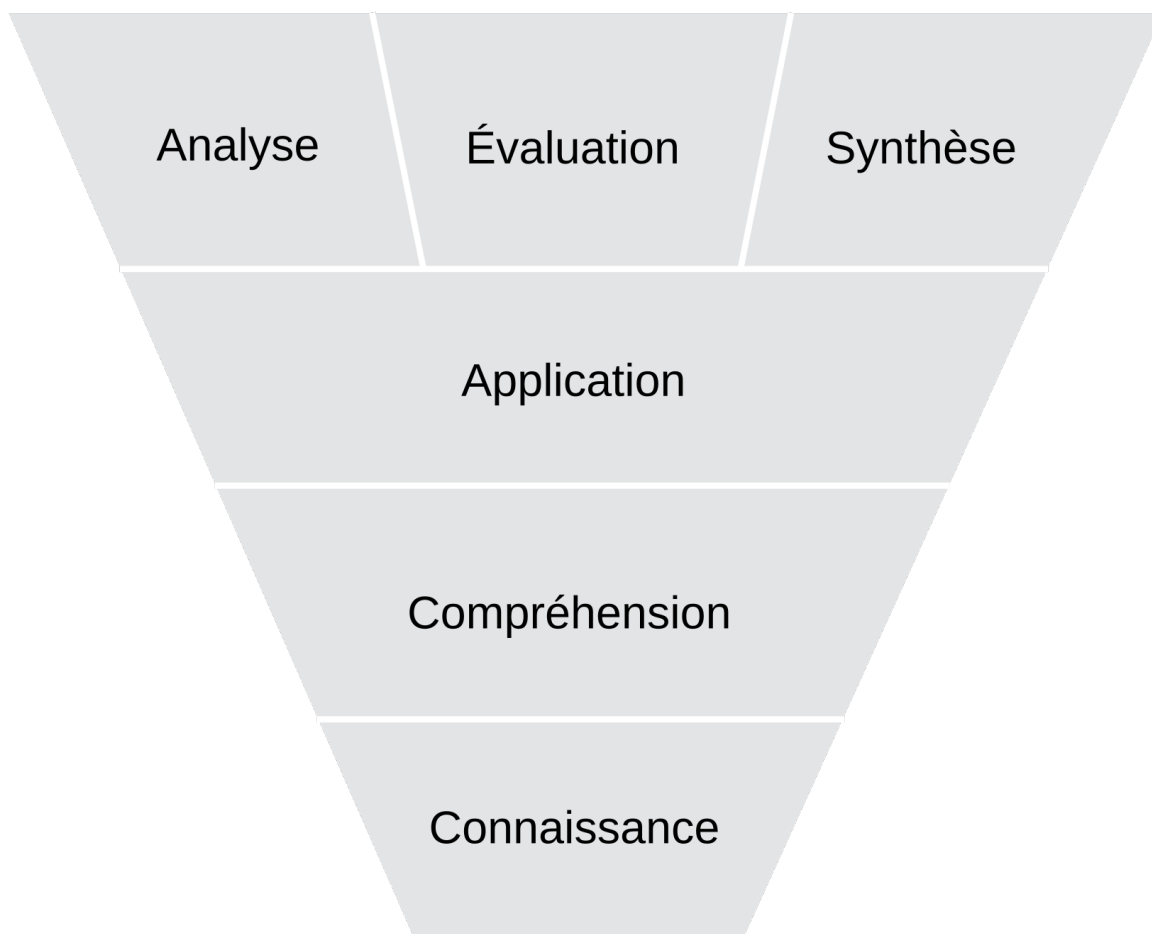 Analyse
Évaluation
Synthèse
Application
Compréhension
Connaissance